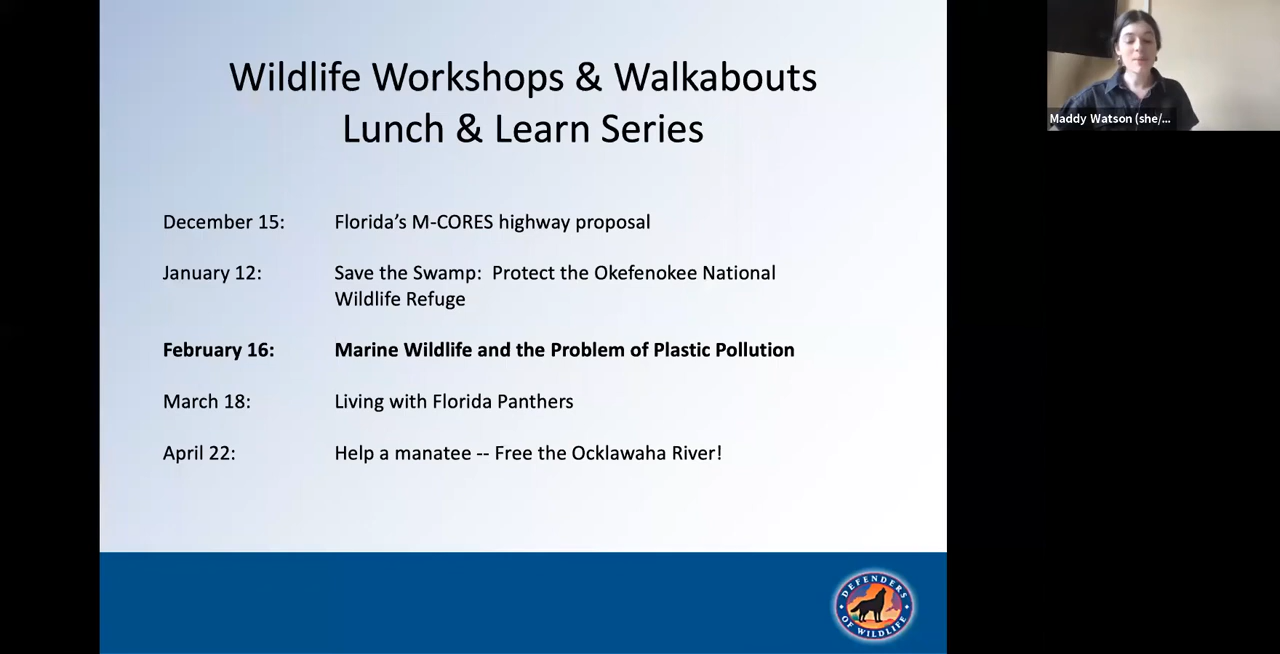 Wildlife Workshops & Walkabouts
Lunch & Learn Series
December 15: Florida’s M-CORES highway proposal
January 12: Save the Swamp:  Protect the Okefenokee National
Wildlife Refuge
February 16: Marine Wildlife and the Problem of Plastic Pollution
March 18: Living with Florida Panthers
April 22: Help a manatee -- Free the Ocklawaha River!
DEFENDERS
OF WILDLIFE
Maddy Watson (she/...